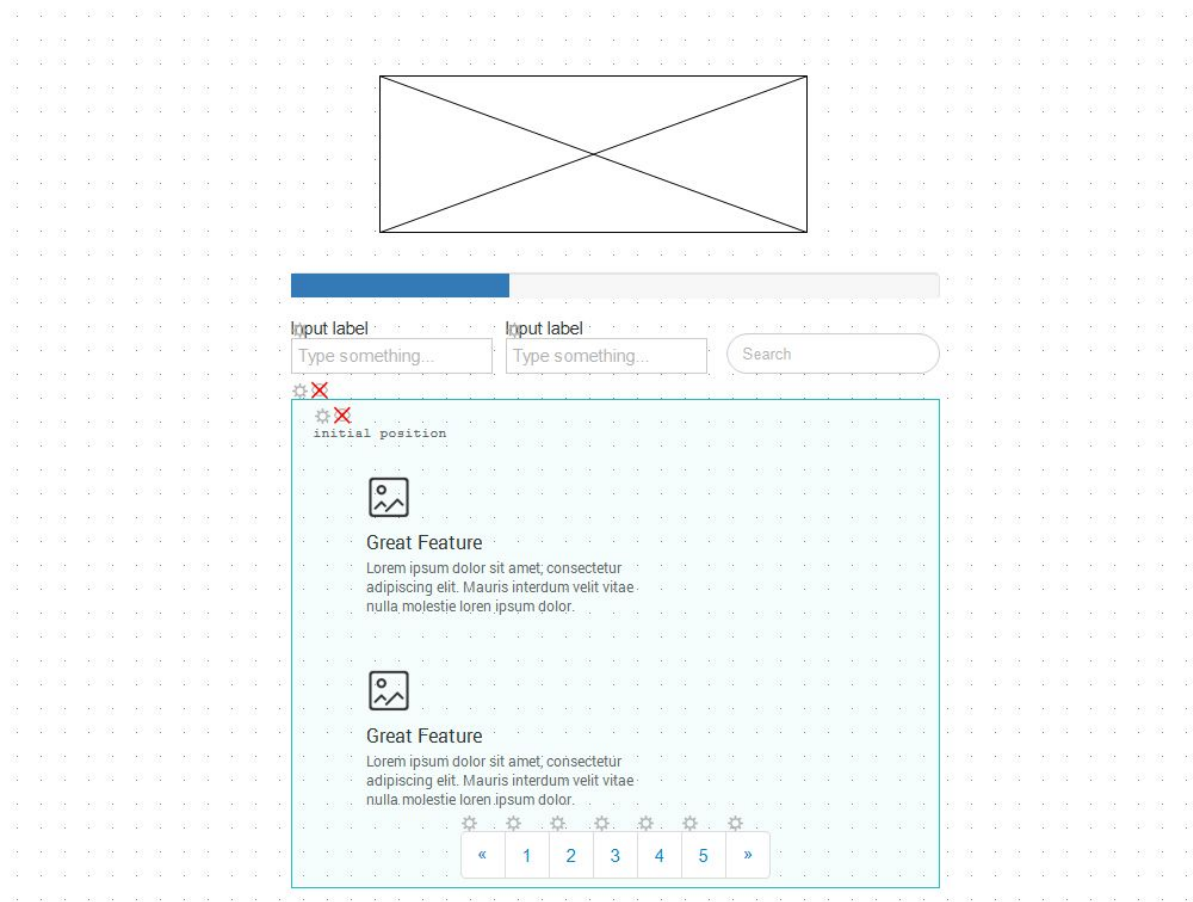 Input label
Input label
Type something...
Type something...
Search
initial position
Great Feature
Lorem ipsum dolor sit amet, consectetur
adipiscing elit. Mauris interdum velit vitae
nulla molestie loren ipsum dolor.
Great Feature
Lorem ipsum dolor sit amet, consectetur
adipiscing elit. Mauris interdum velit vitae
nulla molestie loren ipsum dolor.
« 1 2 3 4 5 »